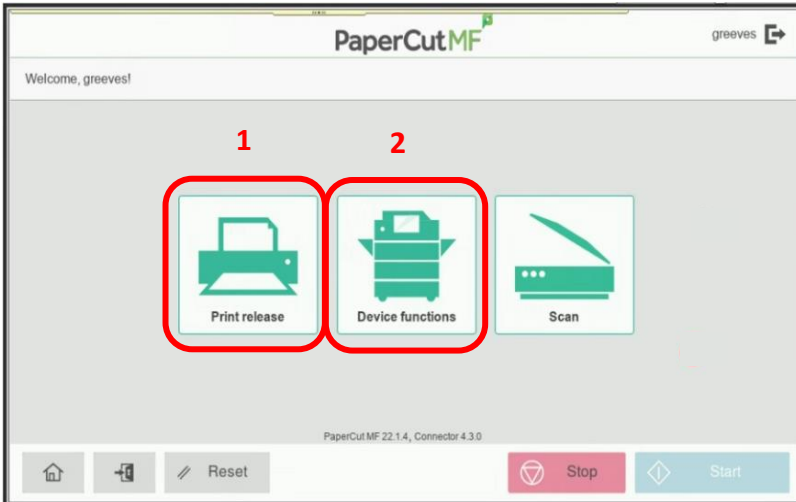 PaperCutMF
greeves
Welcome, greeves!
1
2
Print release
Device functions
Scan
PaperCut MF 22.1.4, Connector 4.3.0
Reset
Stop
Start